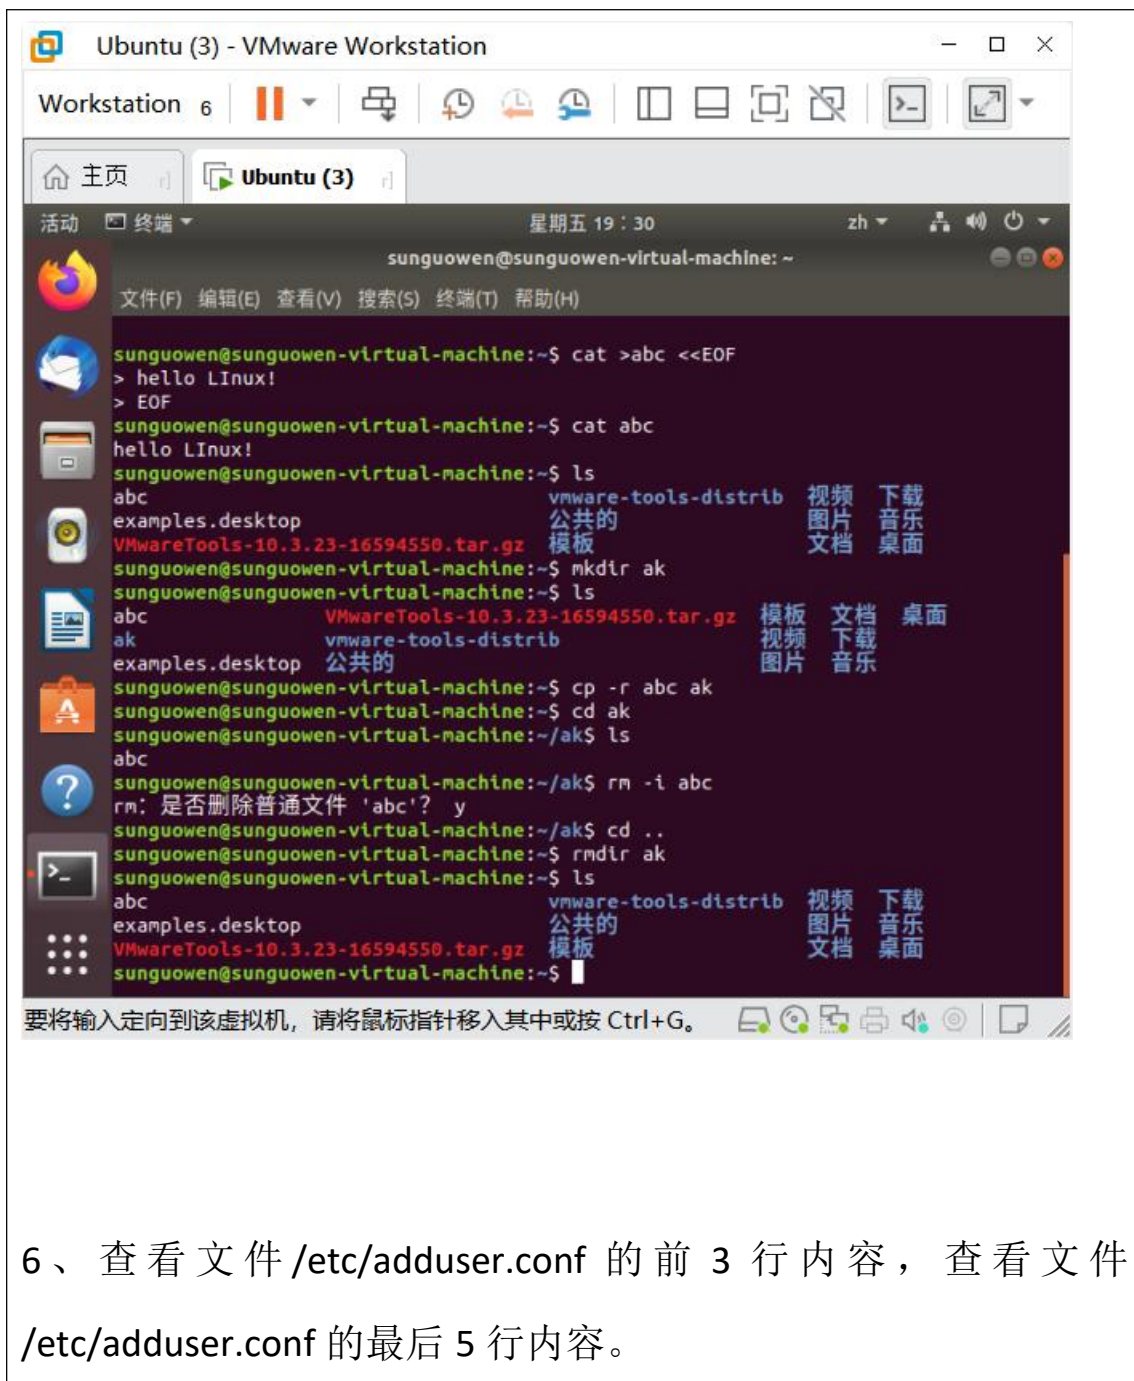 Ubuntu (3) - VMware Workstation
Workstation 6
主页 Ubuntu (3)
活动 终端 星期五 19：30 zh
sunguowen@sunguowen-virtual-machine: ~
文件(F) 编辑(E) 查看(V) 搜索(S) 终端(T) 帮助(H)
sunguowen@sunguowen-virtual-machine:~$ cat >abc <<EOF
> hello LInux!
> EOF
sunguowen@sunguowen-virtual-machine:~$ cat abc
hello LInux!
sunguowen@sunguowen-virtual-machine:~$ ls
abc vmware-tools-distrib 视频 下载
examples.desktop 公共的 图片 音乐
VMwareTools-10.3.23-16594550.tar.gz 模板 文档 桌面
sunguowen@sunguowen-virtual-machine:~$ mkdir ak
sunguowen@sunguowen-virtual-machine:~$ ls
abc VMwareTools-10.3.23-16594550.tar.gz 模板 文档 桌面
ak vmware-tools-distrib 视频 下载
examples.desktop 公共的 图片 音乐
sunguowen@sunguowen-virtual-machine:~$ cp -r abc ak
sunguowen@sunguowen-virtual-machine:~$ cd ak
sunguowen@sunguowen-virtual-machine:~/ak$ ls
abc
sunguowen@sunguowen-virtual-machine:~/ak$ rm -i abc
rm：是否删除普通文件 'abc'？ y
sunguowen@sunguowen-virtual-machine:~/ak$ cd ..
sunguowen@sunguowen-virtual-machine:~$ rmdir ak
sunguowen@sunguowen-virtual-machine:~$ ls
abc vmware-tools-distrib 视频 下载
examples.desktop 公共的 图片 音乐
VMwareTools-10.3.23-16594550.tar.gz 模板 文档 桌面
sunguowen@sunguowen-virtual-machine:~$
要将输入定向到该虚拟机，请将鼠标指针移入其中或按 Ctrl+G。
6、查看文件/etc/adduser.conf 的前 3 行内容，查看文件
/etc/adduser.conf 的最后 5 行内容。